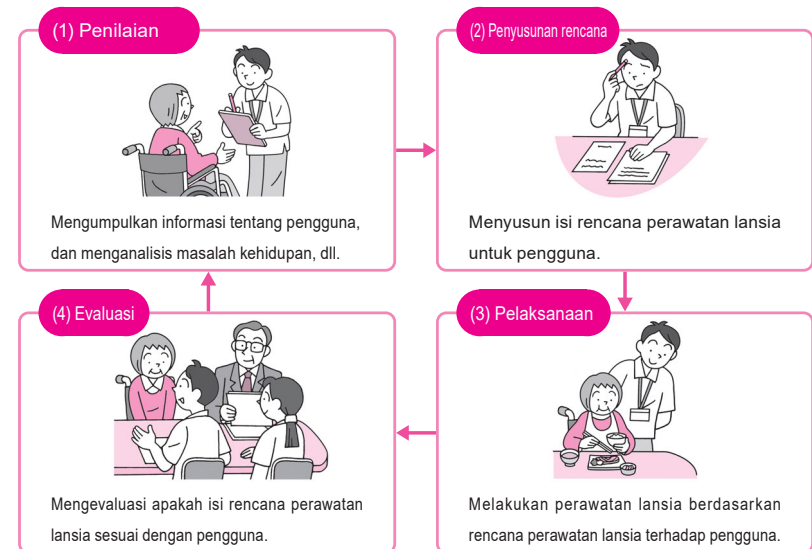 (1) Penilaian
Mengumpulkan informasi tentang pengguna,
dan menganalisis masalah kehidupan, dll.
(2) Penyusunan rencana
Menyusun isi rencana perawatan lansia
untuk pengguna.
(3) Pelaksanaan
Melakukan perawatan lansia berdasarkan
rencana perawatan lansia terhadap pengguna.
(4) Evaluasi
Mengevaluasi apakah isi rencana perawatan
lansia sesuai dengan pengguna.